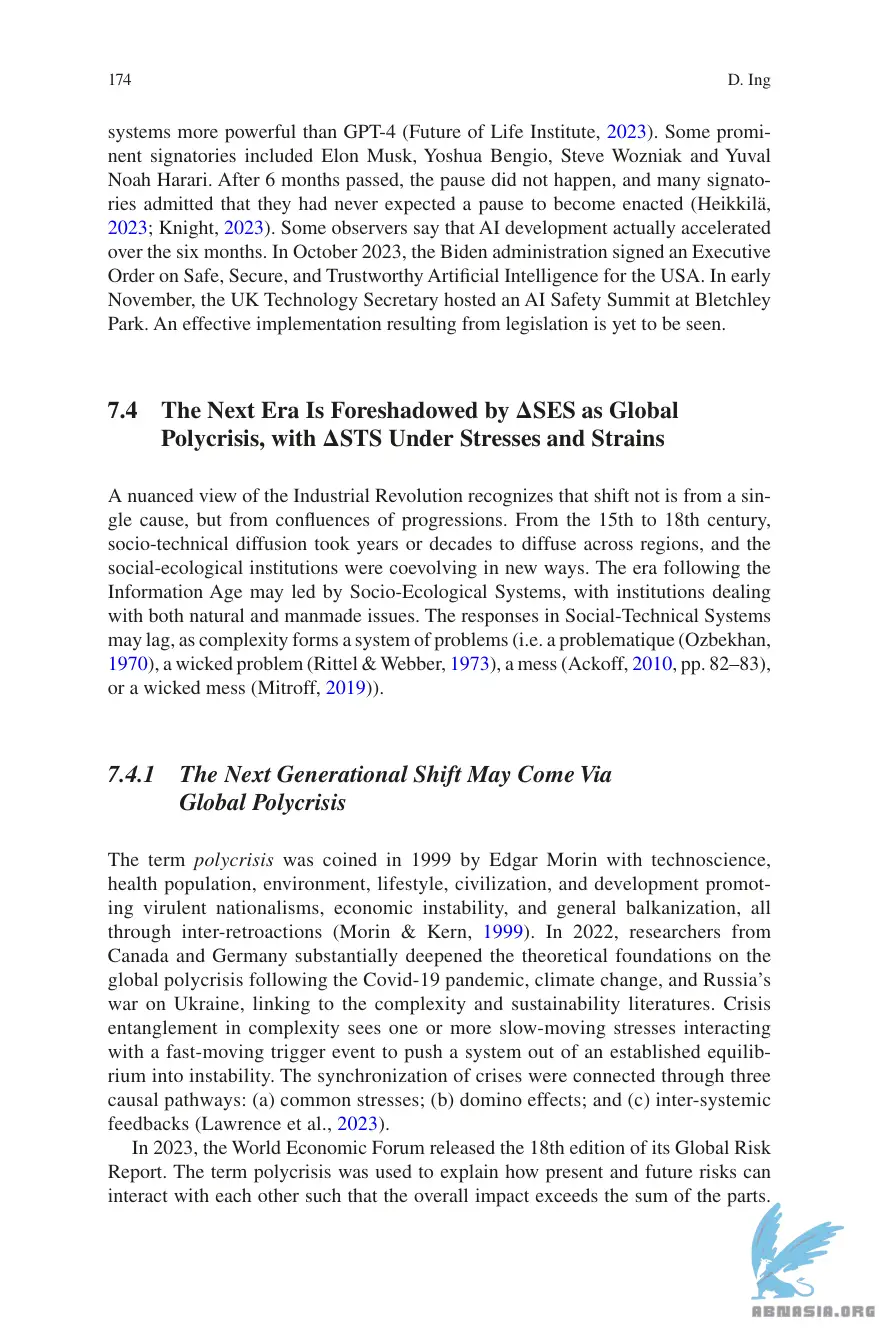 174 D. Ing
systems more powerful than GPT-4 (Future of Life Institute, 2023). Some promi-
nent signatories included Elon Musk, Yoshua Bengio, Steve Wozniak and Yuval
Noah Harari. After 6 months passed, the pause did not happen, and many signato-
ries admitted that they had never expected a pause to become enacted (Heikkilä,
2023; Knight, 2023). Some observers say that AI development actually accelerated
over the six months. In October 2023, the Biden administration signed an Executive
Order on Safe, Secure, and Trustworthy Artificial Intelligence for the USA. In early
November, the UK Technology Secretary hosted an AI Safety Summit at Bletchley
Park. An effective implementation resulting from legislation is yet to be seen.
7.4 The Next Era Is Foreshadowed by ΔSES as Global
Polycrisis, with ΔSTS Under Stresses and Strains
A nuanced view of the Industrial Revolution recognizes that shift not is from a sin-
gle cause, but from confluences of progressions. From the 15th to 18th century,
socio-technical diffusion took years or decades to diffuse across regions, and the
social-ecological institutions were coevolving in new ways. The era following the
Information Age may led by Socio-Ecological Systems, with institutions dealing
with both natural and manmade issues. The responses in Social-Technical Systems
may lag, as complexity forms a system of problems (i.e. a problematique (Ozbekhan,
1970), a wicked problem (Rittel & Webber, 1973), a mess (Ackoff, 2010, pp. 82–83),
or a wicked mess (Mitroff, 2019)).
7.4.1 The Next Generational Shift May Come Via
Global Polycrisis
The term polycrisis was coined in 1999 by Edgar Morin with technoscience,
health population, environment, lifestyle, civilization, and development promot-
ing virulent nationalisms, economic instability, and general balkanization, all
through inter-retroactions (Morin & Kern, 1999). In 2022, researchers from
Canada and Germany substantially deepened the theoretical foundations on the
global polycrisis following the Covid-19 pandemic, climate change, and Russia's
war on Ukraine, linking to the complexity and sustainability literatures. Crisis
entanglement in complexity sees one or more slow-moving stresses interacting
with a fast-moving trigger event to push a system out of an established equilib-
rium into instability. The synchronization of crises were connected through three
causal pathways: (a) common stresses; (b) domino effects; and (c) inter-systemic
feedbacks (Lawrence et al., 2023).
In 2023, the World Economic Forum released the 18th edition of its Global Risk
Report. The term polycrisis was used to explain how present and future risks can
interact with each other such that the overall impact exceeds the sum of the parts.
ABNASIA.ORG